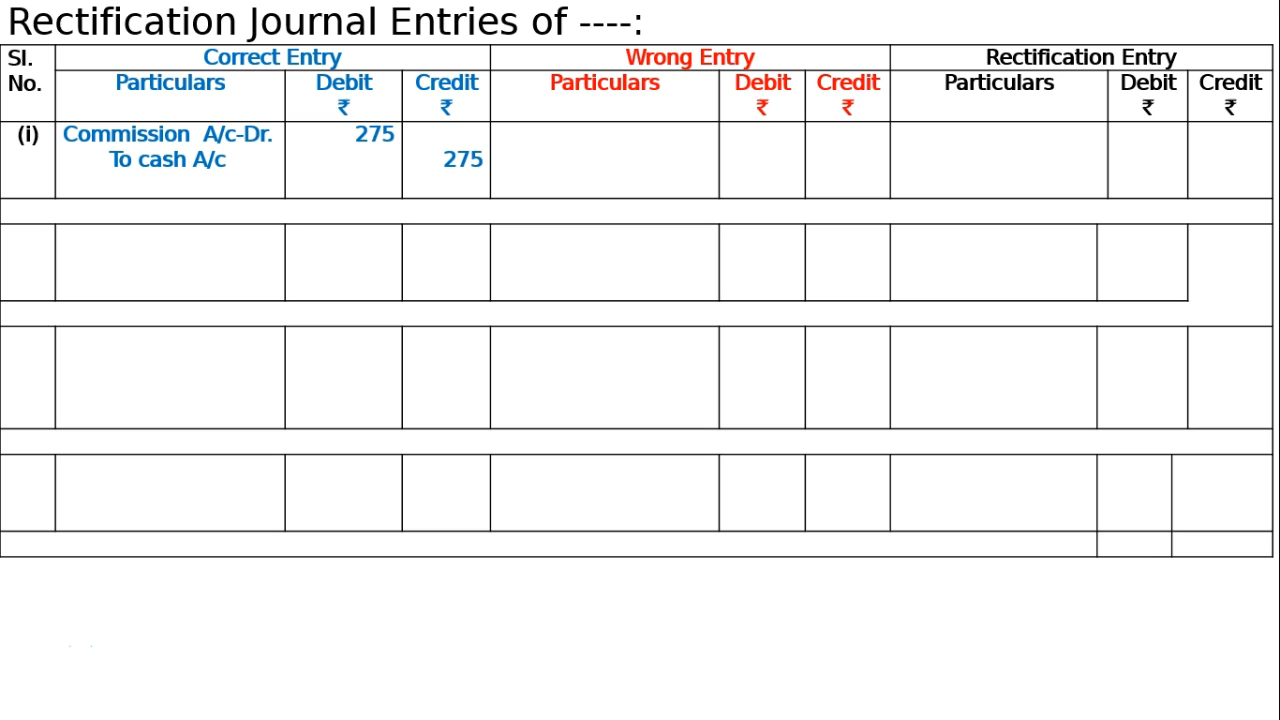 Rectification Journal Entries of ----:
Sl. No. Correct Entry Wrong Entry Rectification Entry
Particulars Debit ₹ Credit ₹ Particulars Debit ₹ Credit ₹ Particulars Debit ₹ Credit ₹
(i) Commission A/c-Dr. 275
To cash A/c 275